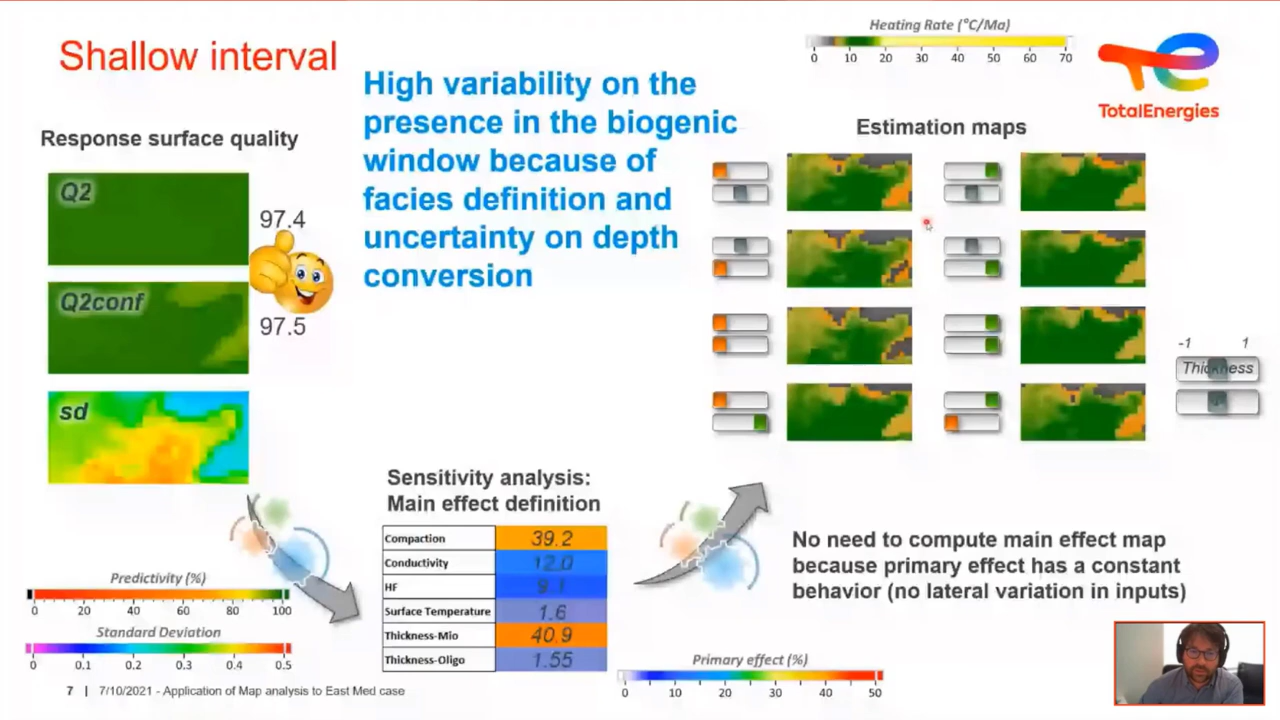 Shallow interval
High variability on the
presence in the biogenic
window because of
facies definition and
uncertainty on depth
conversion
Heating Rate (°C/Ma)
0 10 20 30 40 50 60 70
TotalEnergies
Response surface quality
Q2
97.4
Q2conf
97.5
sd
Estimation maps
-1 1
Thickness
Sensitivity analysis:
Main effect definition
Compaction 39.2
Conductivity 12.0
HF 9.1
Surface Temperature 1.6
Thickness-Mio 40.9
Thickness-Oligo 1.55
No need to compute main effect map
because primary effect has a constant
behavior (no lateral variation in inputs)
Predictivity (%)
0 20 40 60 80 100
Standard Deviation
0 0.1 0.2 0.3 0.4 0.5
Primary effect (%)
0 10 20 30 40 50
7 | 7/10/2021 - Application of Map analysis to East Med case